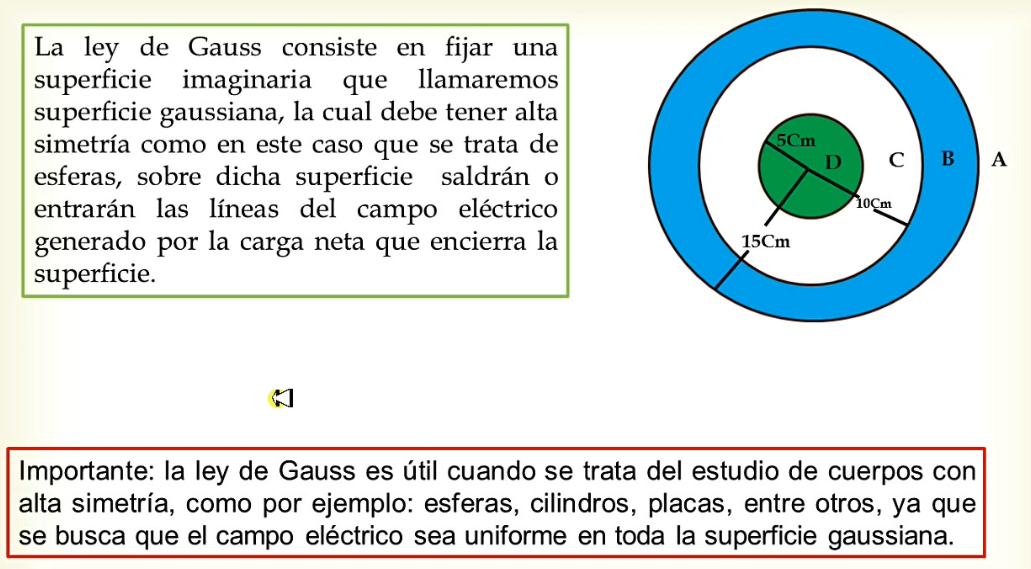 La ley de Gauss consiste en fijar una
superficie imaginaria que llamaremos
superficie gaussiana, la cual debe tener alta
simetría como en este caso que se trata de
esferas, sobre dicha superficie saldrán o
entrarán las líneas del campo eléctrico
generado por la carga neta que encierra la
superficie.
5Cm
D C B A
10Cm
15Cm
Importante: la ley de Gauss es útil cuando se trata del estudio de cuerpos con
alta simetría, como por ejemplo: esferas, cilindros, placas, entre otros, ya que
se busca que el campo eléctrico sea uniforme en toda la superficie gaussiana.